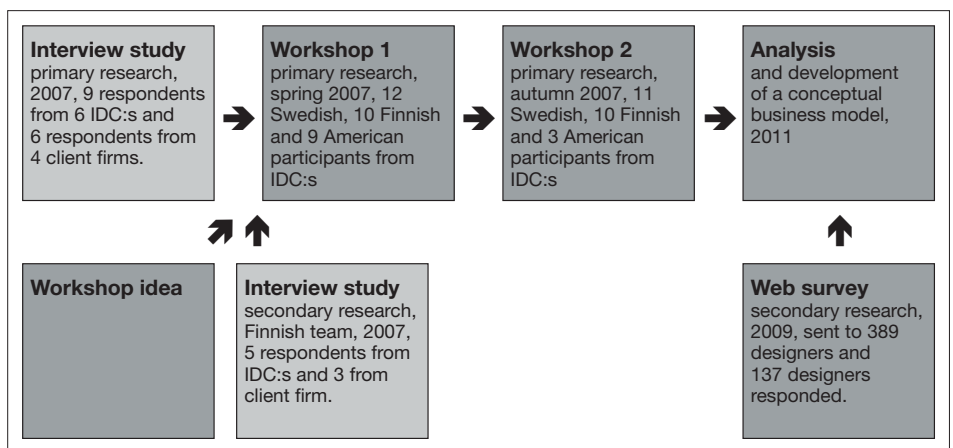 Interview study
primary research,
2007, 9 respondents
from 6 IDC:s and
6 respondents from
4 client firms.
Workshop 1
primary research,
spring 2007, 12
Swedish, 10 Finnish
and 9 American
participants from
IDC:s
Workshop 2
primary research,
autumn 2007, 11
Swedish, 10 Finnish
and 3 American
participants from
IDC:s
Analysis
and development
of a conceptual
business model,
2011
Workshop idea
Interview study
secondary research,
Finnish team, 2007,
5 respondents from
IDC:s and 3 from
client firm.
Web survey
secondary research,
2009, sent to 389
designers and
137 designers
responded.